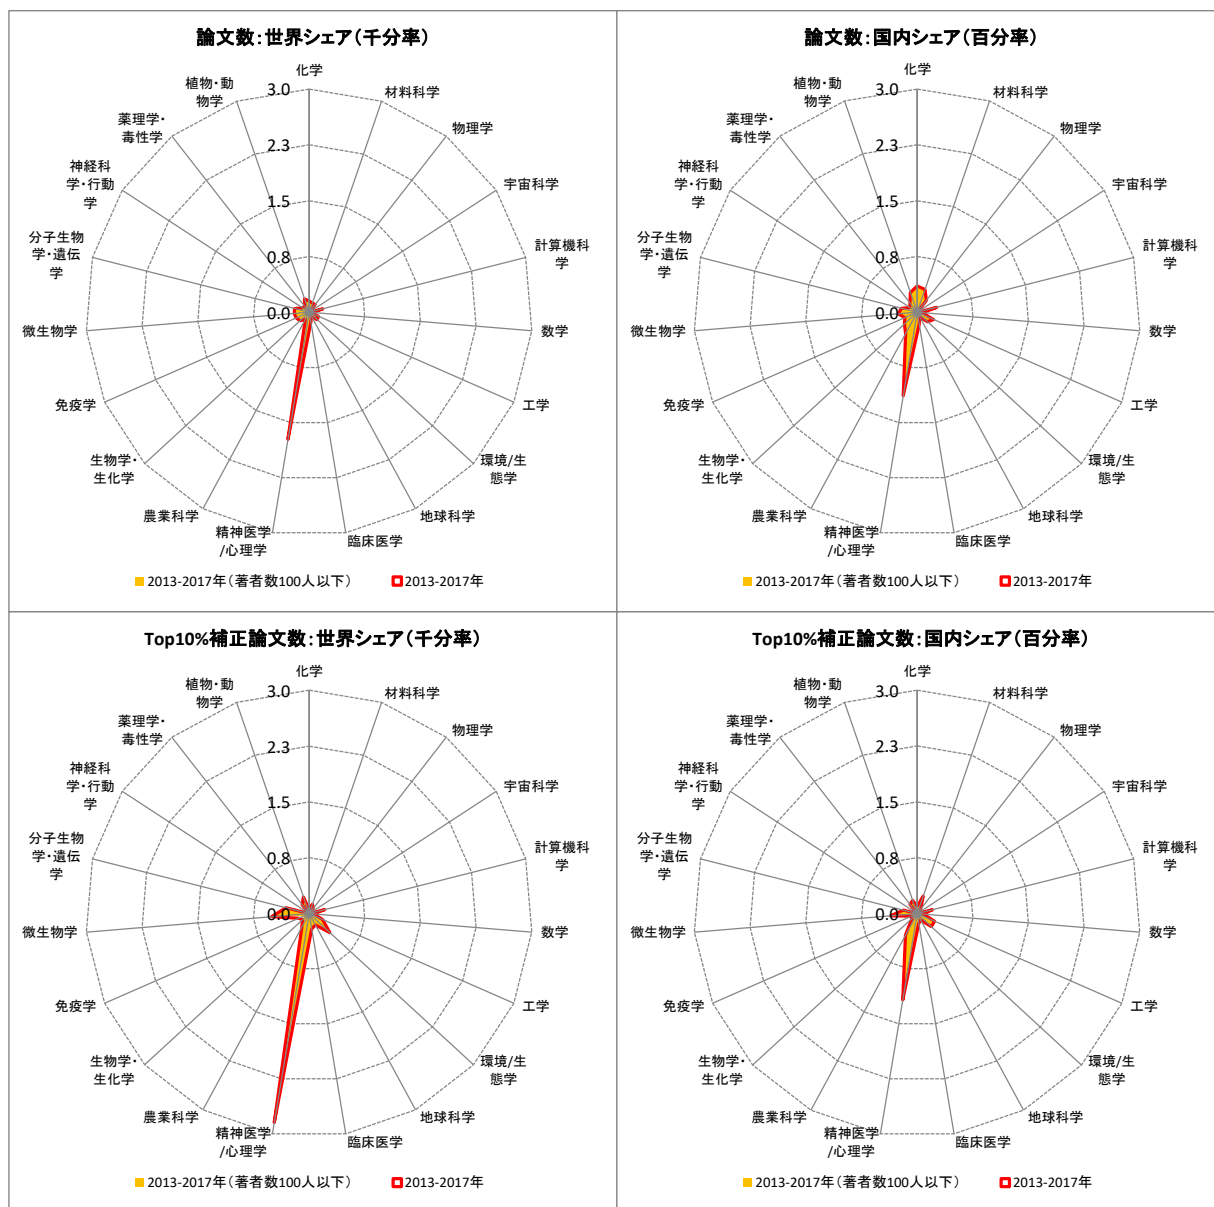 論文数:世界シェア(千分率)
化学
材料科学
物理学
宇宙科学
計算機科
学
数学
工学
環境/生
態学
地球科学
臨床医学
精神医学
/心理学
農業科学
生物学・
生化学
免疫学
微生物学
分子生物
学・遺伝
学
神経科
学・行動
学
薬理学・
毒性学
植物・動
物学
3.0
2.3
1.5
0.8
0.0
2013-2017年(著者数100人以下)
2013-2017年
論文数:国内シェア(百分率)
化学
材料科学
物理学
宇宙科学
計算機科
学
数学
工学
環境/生
態学
地球科学
臨床医学
精神医学
/心理学
農業科学
生物学・
生化学
免疫学
微生物学
分子生物
学・遺伝
学
神経科
学・行動
学
薬理学・
毒性学
植物・動
物学
3.0
2.3
1.5
0.8
0.0
2013-2017年(著者数100人以下)
2013-2017年
Top10%補正論文数:世界シェア(千分率)
化学
材料科学
物理学
宇宙科学
計算機科
学
数学
工学
環境/生
態学
地球科学
臨床医学
精神医学
/心理学
農業科学
生物学・
生化学
免疫学
微生物学
分子生物
学・遺伝
学
神経科
学・行動
学
薬理学・
毒性学
植物・動
物学
3.0
2.3
1.5
0.8
0.0
2013-2017年(著者数100人以下)
2013-2017年
Top10%補正論文数:国内シェア(百分率)
化学
材料科学
物理学
宇宙科学
計算機科
学
数学
工学
環境/生
態学
地球科学
臨床医学
精神医学
/心理学
農業科学
生物学・
生化学
免疫学
微生物学
分子生物
学・遺伝
学
神経科
学・行動
学
薬理学・
毒性学
植物・動
物学
3.0
2.3
1.5
0.8
0.0
2013-2017年(著者数100人以下)
2013-2017年